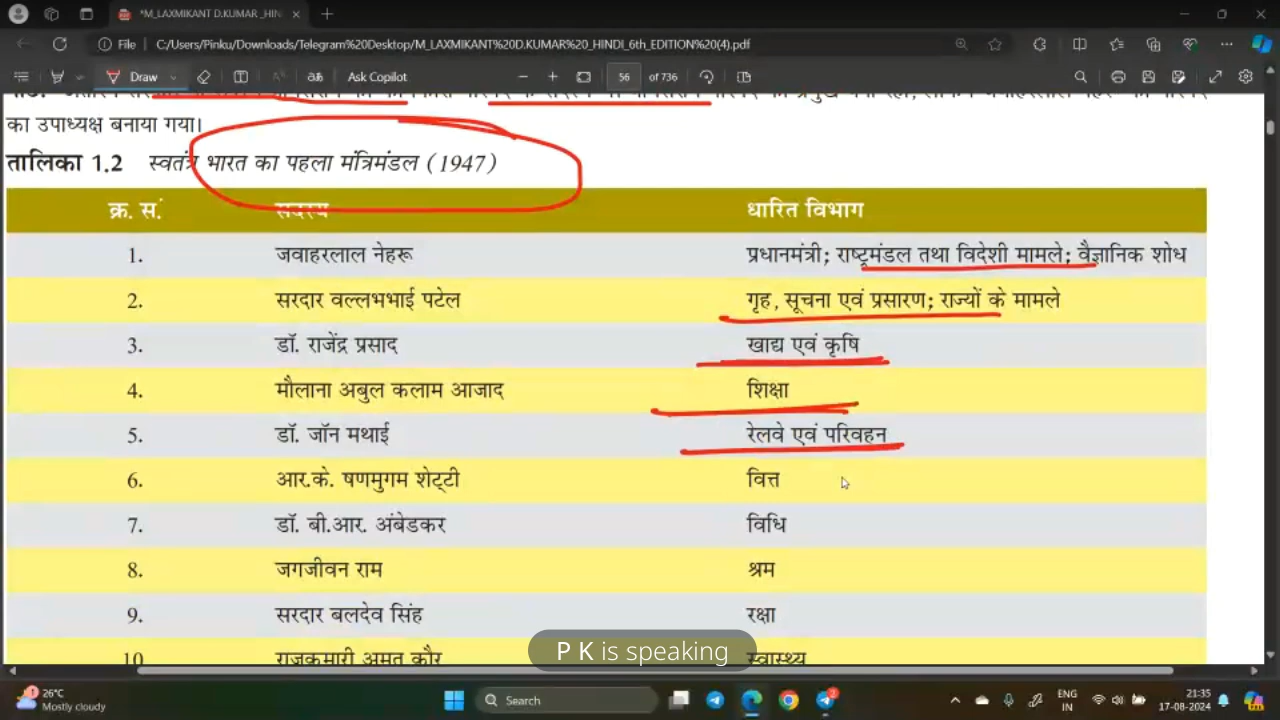 *M_LAXMIKANT D.KUMAR _HIN
File C:/Users/Pinku/Downloads/Telegram%20Desktop/M_LAXMIKANT%20D.KUMAR%20_HINDI_6th_EDITION%20(4).pdf
Draw Ask Copilot 56 of 736
का उपाध्यक्ष बनाया गया।
तालिका 1.2 स्वतंत्र भारत का पहला मंत्रिमंडल (1947)
क्र. सं. सदस्य धारित विभाग
1. जवाहरलाल नेहरू प्रधानमंत्री; राष्ट्रमंडल तथा विदेशी मामले; वैज्ञानिक शोध
2. सरदार वल्लभभाई पटेल गृह, सूचना एवं प्रसारण; राज्यों के मामले
3. डॉ. राजेंद्र प्रसाद खाद्य एवं कृषि
4. मौलाना अबुल कलाम आजाद शिक्षा
5. डॉ. जॉन मथाई रेलवे एवं परिवहन
6. आर.के. षणमुगम शेट्टी वित्त
7. डॉ. बी.आर. अंबेडकर विधि
8. जगजीवन राम श्रम
9. सरदार बलदेव सिंह रक्षा
10. राजकुमारी अमृत कौर स्वास्थ्य
P K is speaking
26°C
Mostly cloudy
Search
ENG
IN
21:35
17-08-2024